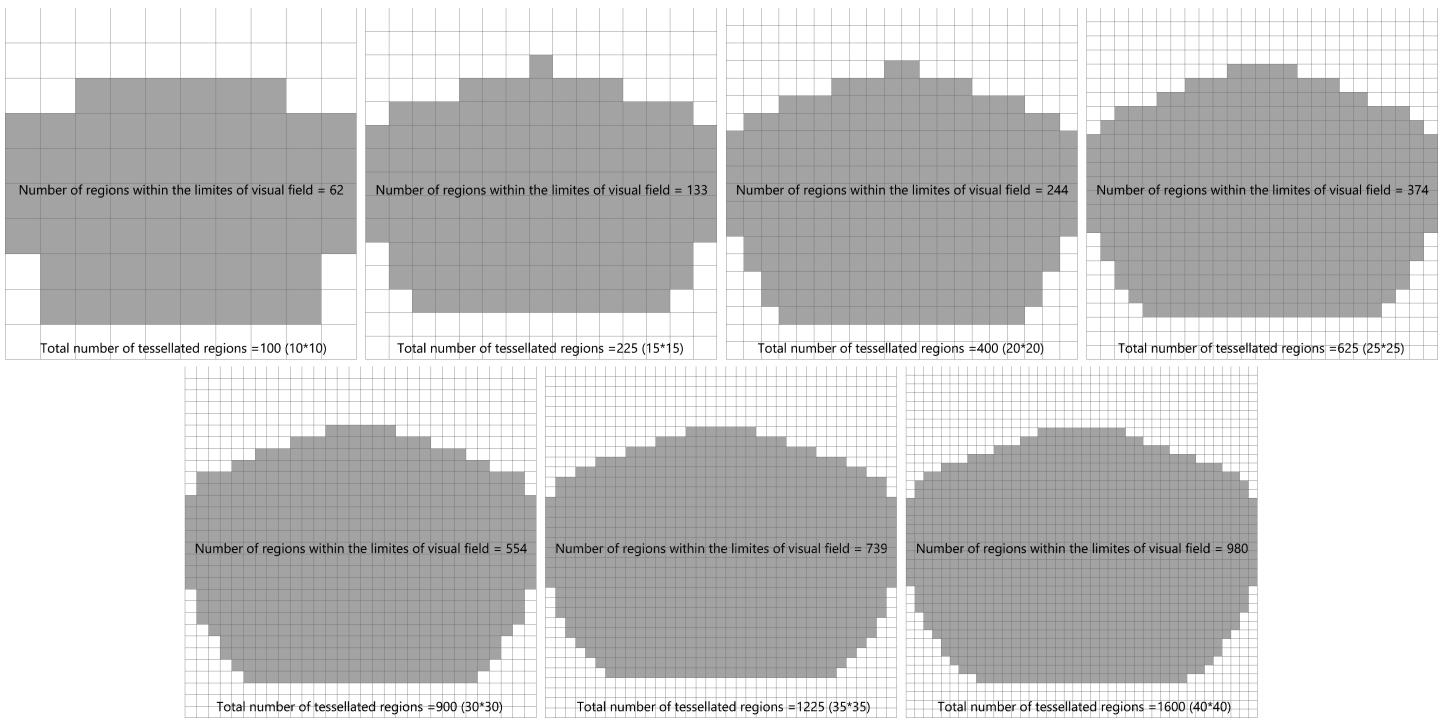 Number of regions within the limites of visual field = 62
Total number of tessellated regions =100 (10*10)
Number of regions within the limites of visual field = 133
Total number of tessellated regions =225 (15*15)
Number of regions within the limites of visual field = 244
Total number of tessellated regions =400 (20*20)
Number of regions within the limites of visual field = 374
Total number of tessellated regions =625 (25*25)
Number of regions within the limites of visual field = 554
Total number of tessellated regions =900 (30*30)
Number of regions within the limites of visual field = 739
Total number of tessellated regions =1225 (35*35)
Number of regions within the limites of visual field = 980
Total number of tessellated regions =1600 (40*40)